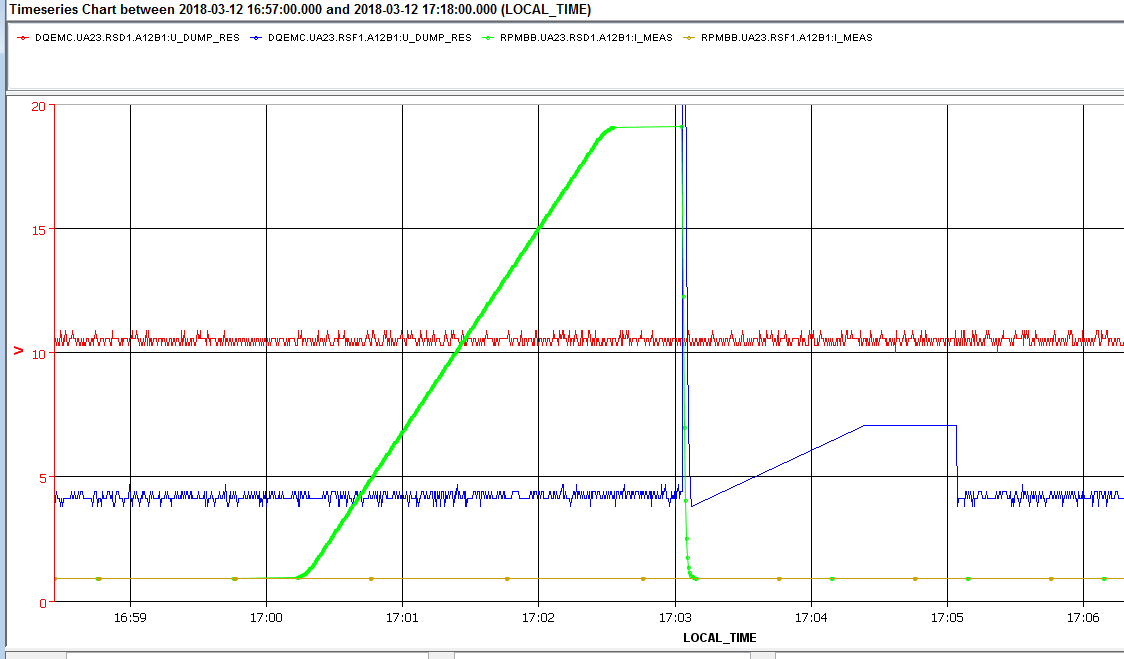 Timeseries Chart between 2018-03-12 16:57:00.000 and 2018-03-12 17:18:00.000 (LOCAL_TIME)
DQEMC.UA23.RSD1.A12B1:U_DUMP_RES DQEMC.UA23.RSF1.A12B1:U_DUMP_RES RPMBB.UA23.RSD1.A12B1:I_MEAS RPMBB.UA23.RSF1.A12B1:I_MEAS
20
15
V
10
5
0
16:59 17:00 17:01 17:02 17:03 17:04 17:05 17:06
LOCAL_TIME